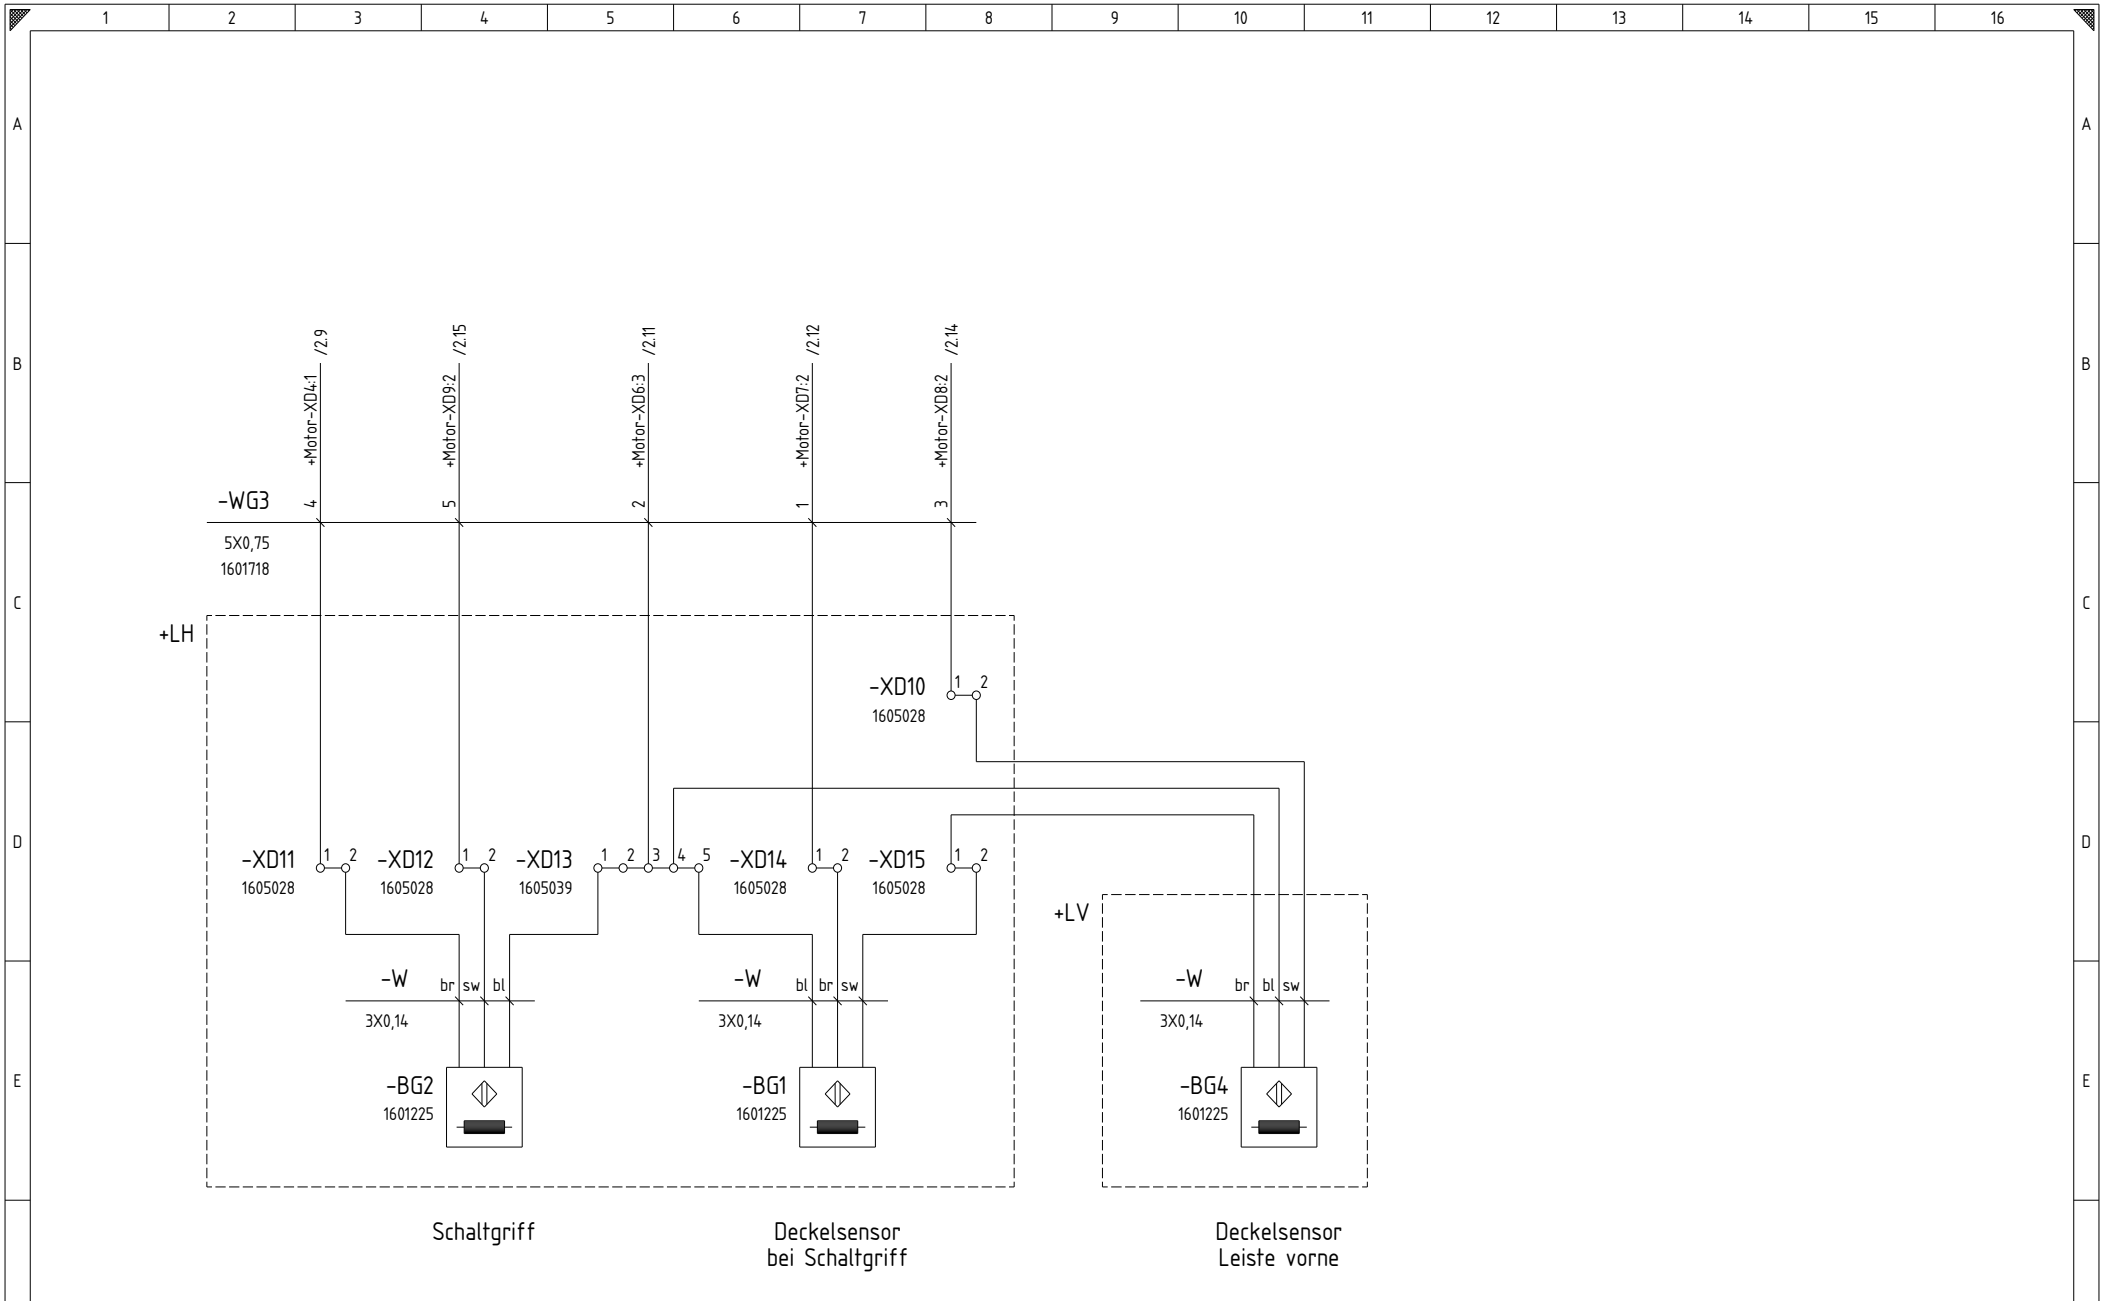 1 2 3 4 5 6 7 8 9 10 11 12 13 14 15 16
A A
/2.9 /2.15 /2.11 /2.12 /2.14
B B
+Motor-XD4:1 +Motor-XD9:2 +Motor-XD6:3 +Motor-XD7:2 +Motor-XD8:2
-WG3 4 5 2 1 3
5X0,75
1601718
C C
+LH
-XD10 1 2
1605028
D D
-XD11 1 2 -XD12 1 2 -XD13 1 2 3 4 5 -XD14 1 2 -XD15 1 2
1605028 1605028 1605039 1605028 1605028
+LV
-W br sw bl -W bl br sw -W br bl sw
3X0,14 3X0,14 3X0,14
E E
-BG2 -BG1 -BG4
1601225 1601225 1601225
Schaltgriff Deckelsensor Deckelsensor
bei Schaltgriff Leiste vorne